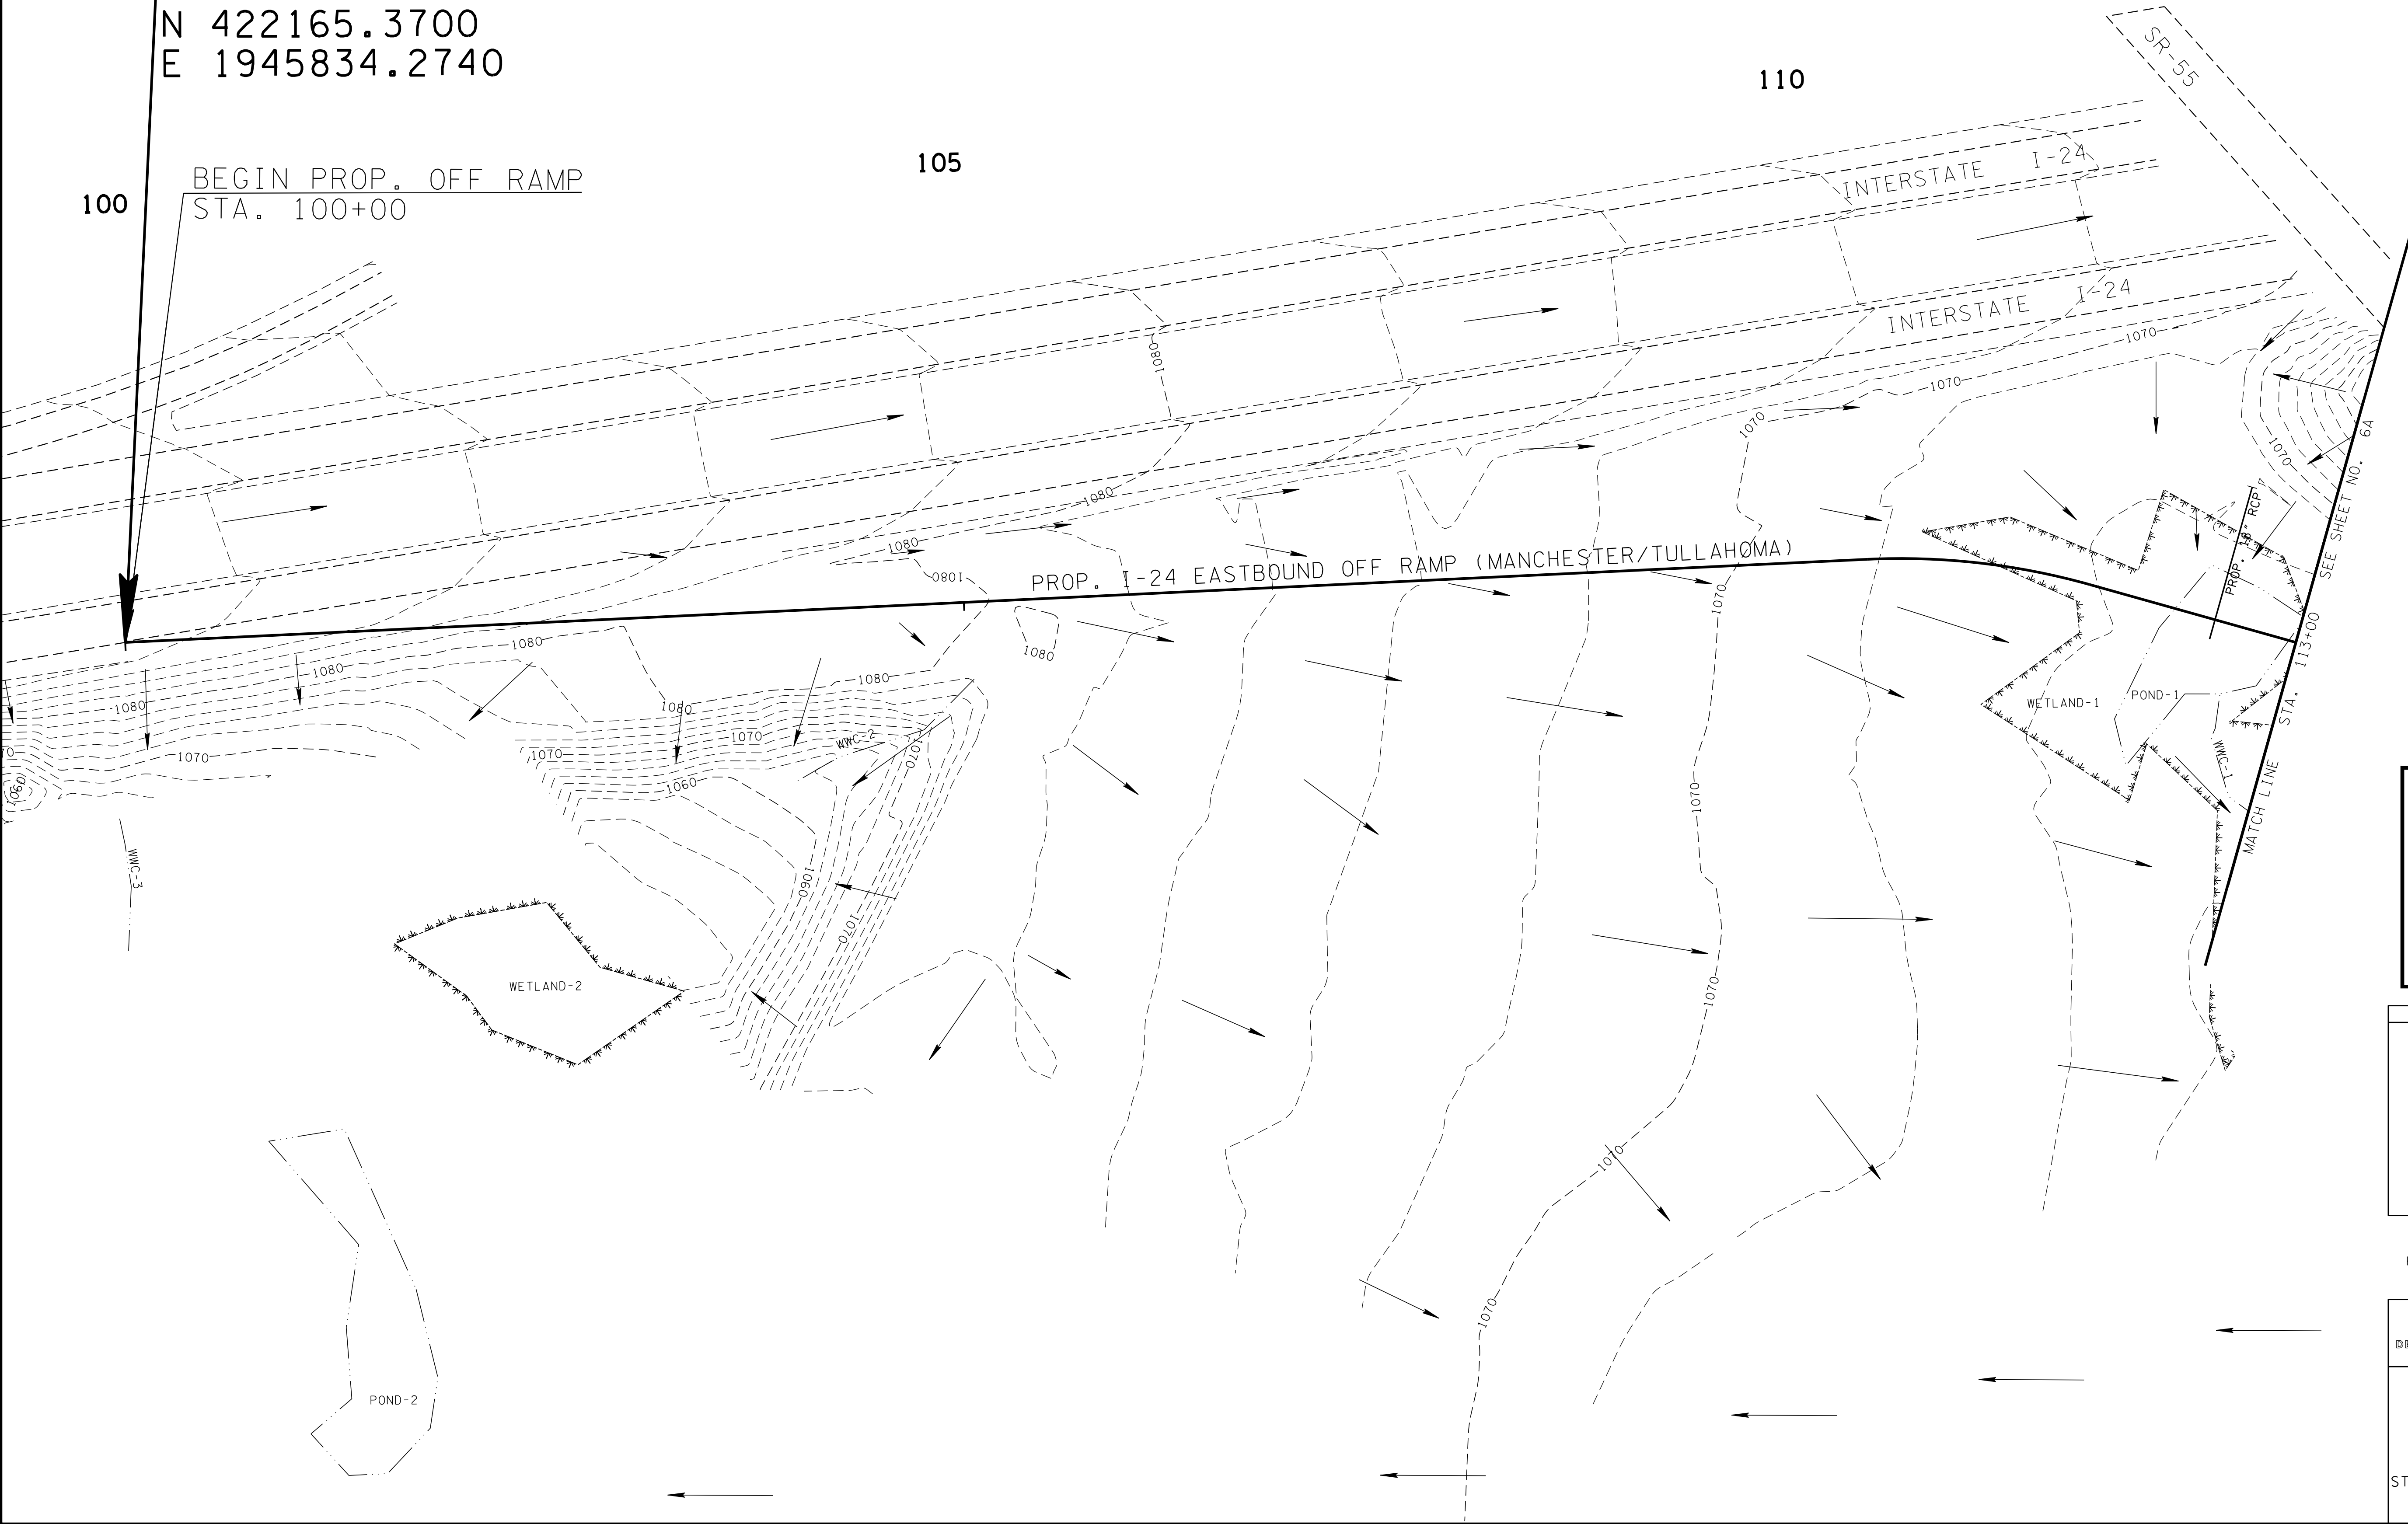 N 422165.3700
E 1945834.2740
BEGIN PROP. OFF RAMP
STA. 100+00
100
105
110
SR-55
INTERSTATE I-24
INTERSTATE I-24
PROP. I-24 EASTBOUND OFF RAMP (MANCHESTER/TULLAHOMA)
1080
1080
1080
1080
1080
1080
1080
1080
1080
1080
1070
1070
1070
1070
1070
1070
1070
1070
1070
1070
1070
1070
1070
1070
1060
1060
1060
PROP. 18" RCP
MATCH LINE STA. 113+00 SEE SHEET NO. 6A
WETLAND-1
POND-1
WWC-1
WWC-2
WWC-3
WETLAND-2
POND-2
ST